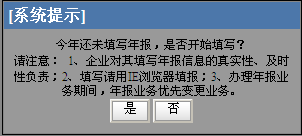 [系统提示]
今年还未填写年报，是否开始填写？
请注意： 1、企业对其填写年报信息的真实性、及时
性负责；2、填写请用IE浏览器填报；3、办理年报业
务期间，年报业务优先变更业务。
是 否